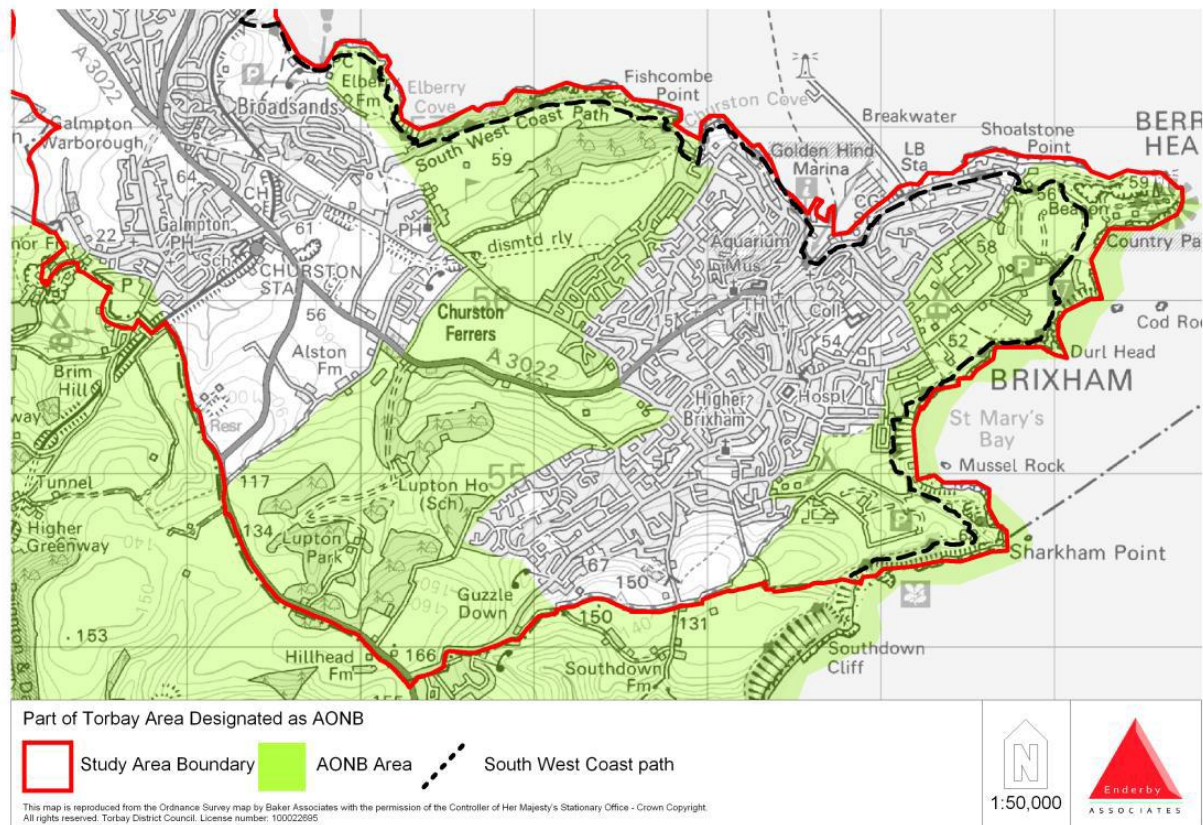 A 3022
Elberry
Fm
Elberry
Cove
Fishcombe
Point
Churston Cove
Broadsands
Breakwater
BERR
HEA
Shoalstone
Point
Galmpton
Warborough
South West Coast Path
LB
Sta
Golden Hind
Marina
59
64
CH
CG
59
Beacon
22
61
PH
Galmpton
PH
Sch
dismtd rly
Aquarium
Mus
58
Country Pa
CHURSTON
STA
TH
56
56
Churston
Ferrers
51
Coll
Cod Roc
A 3022
54
52
Alston
Fm
Durl Head
Brim
Hill
BRIXHAM
Higher
Brixham
Hospl
Resr
St Mary's
Bay
Mussel Rock
55
Tunnel
117
Lupton Ho
(Sch)
Higher
Greenway
134
Lupton
Park
Sharkham Point
67
150
Guzzle
Down
153
150
131
166
Hillhead
Fm
Southdown
Fm
Southdown
Cliff
Part of Torbay Area Designated as AONB
Study Area Boundary
AONB Area
South West Coast path
N
1:50,000
Enderby
ASSOCIATES
This map is reproduced from the Ordnance Survey map by Baker Associates with the permission of the Controller of Her Majesty's Stationary Office - Crown Copyright.
All rights reserved. Torbay District Council. License number: 100022695